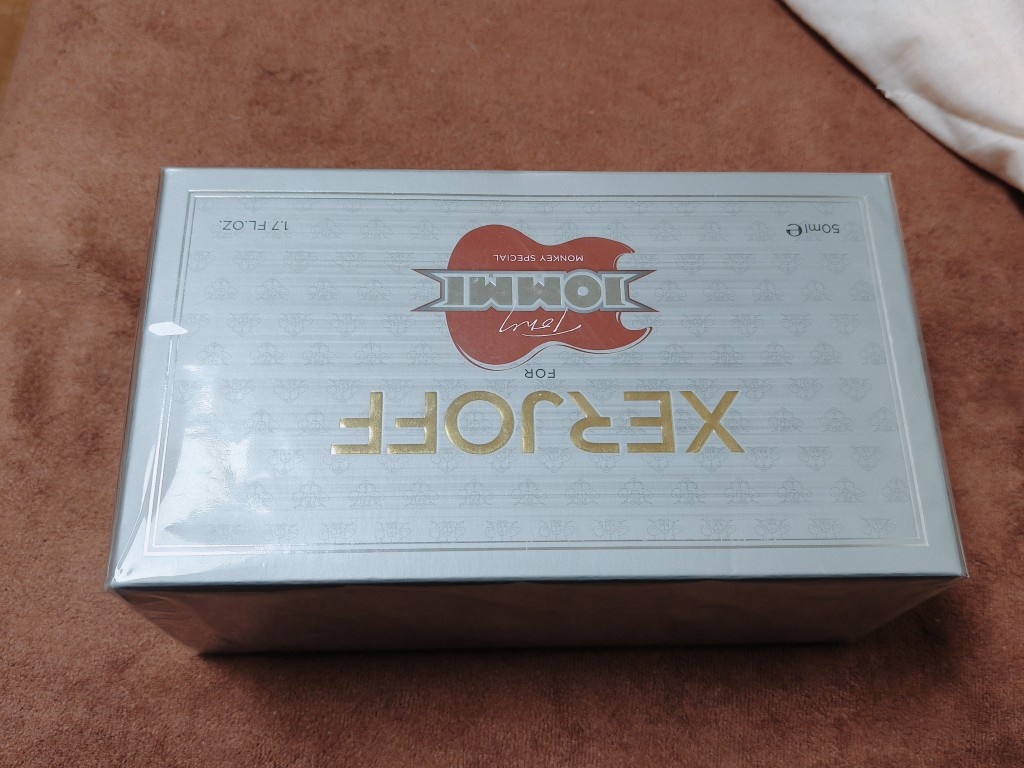 XERJOFF
FOR
Tony
IOMMI
MONKEY SPECIAL
50ml e
1.7 FL.OZ.